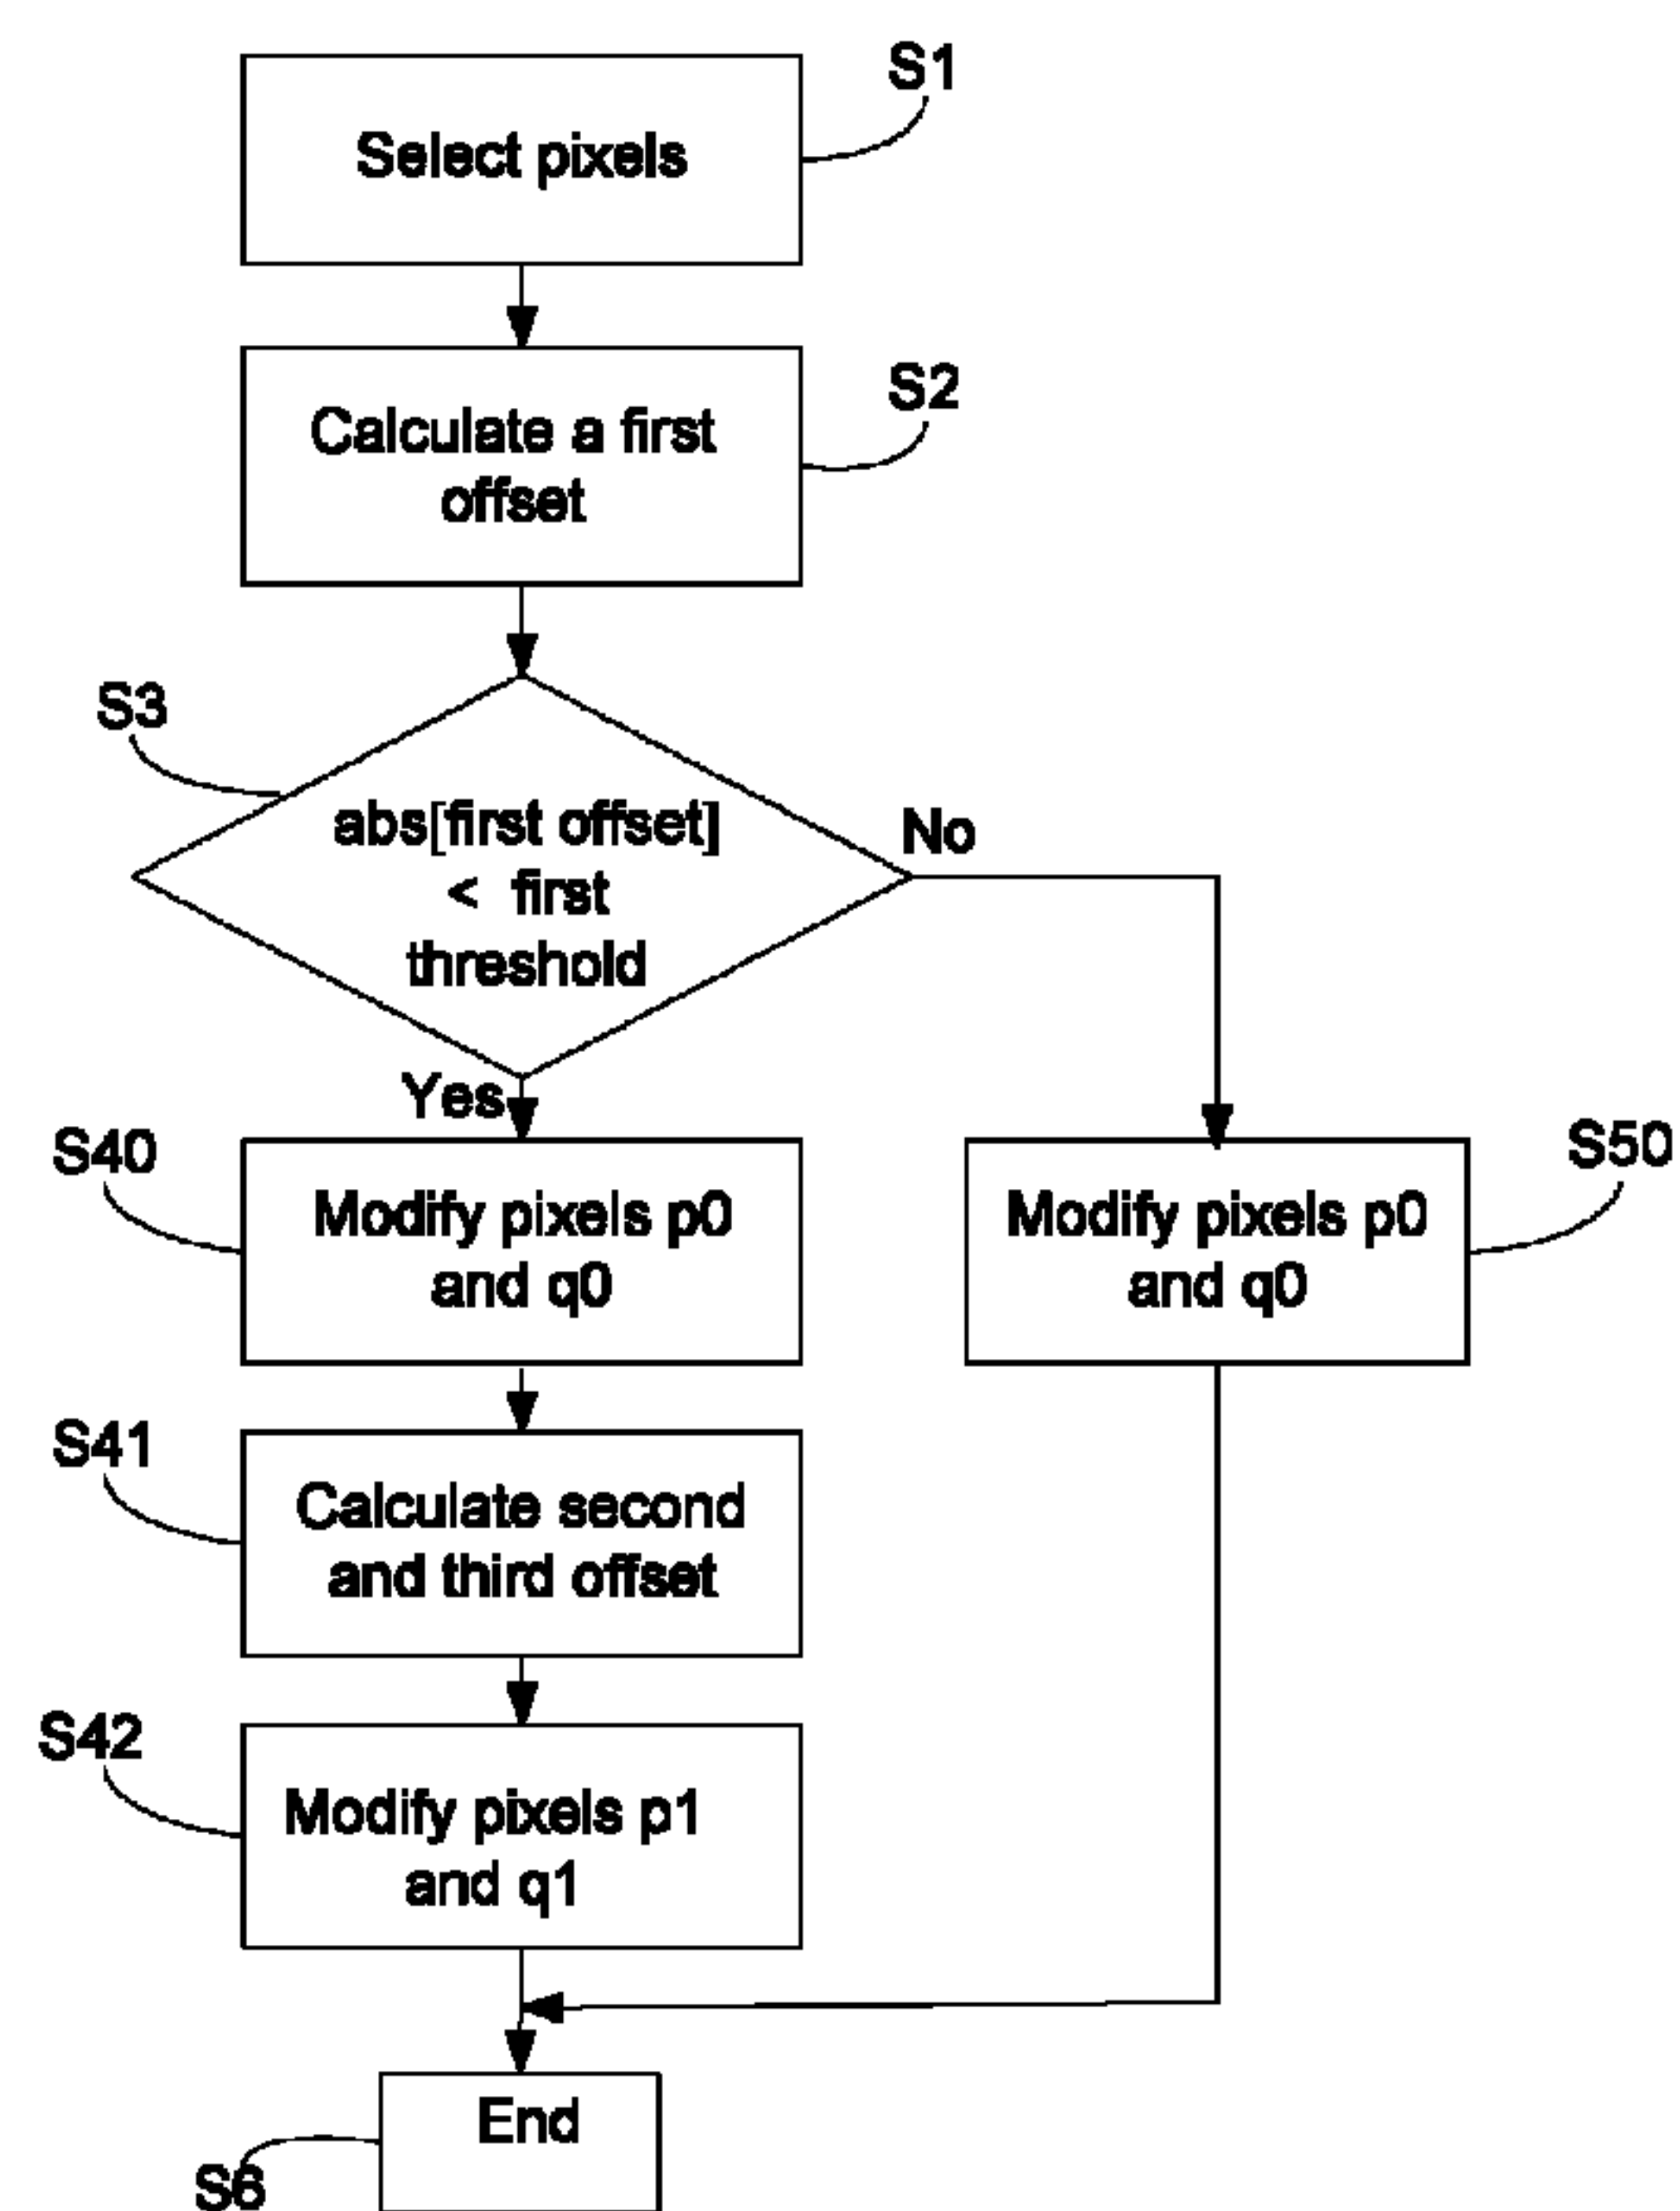 S1
Select pixels
S2
Calculate a first
offset
S3
abs[first offset]
< first
threshold
No
Yes
S40
Modify pixels p0
and q0
S50
Modify pixels p0
and q0
S41
Calculate second
and third offset
S42
Modify pixels p1
and q1
End
S6